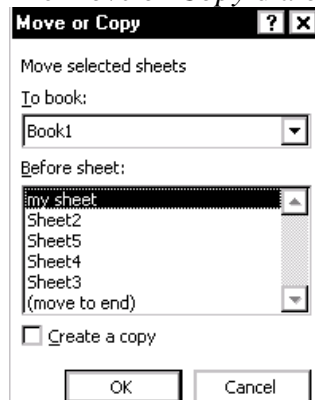 Move or Copy
Move selected sheets
To book:
Book1
Before sheet:
my sheet
Sheet2
Sheet5
Sheet4
Sheet3
(move to end)
Create a copy
OK
Cancel